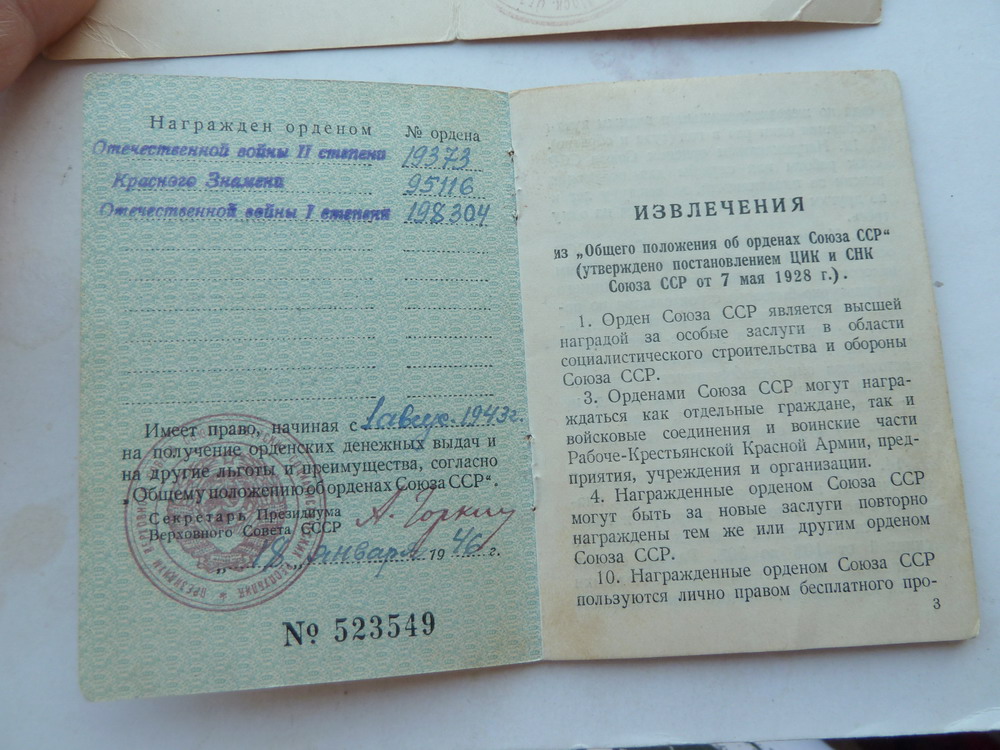 Награжден орденом № ордена
Отечественной войны II степени 19373
Красного Знамени 95116
Отечественной войны I степени 198304
Имеет право, начиная с 1 авгус. 1943 г.
на получение орденских денежных выдач и
на другие льготы и преимущества, согласно
„Общему положению об орденах Союза ССР“.
Секретарь Президиума
Верховного Совета СССР А. Горкин
„18„ января 1946 г.
№ 523549
ИЗВЛЕЧЕНИЯ
из „Общего положения об орденах Союза ССР“
(утверждено постановлением ЦИК и СНК
Союза ССР от 7 мая 1928 г.).
1. Орден Союза ССР является высшей
наградой за особые заслуги в области
социалистического строительства и обороны
Союза ССР.
3. Орденами Союза ССР могут награ-
ждаться как отдельные граждане, так и
войсковые соединения и воинские части
Рабоче-Крестьянской Красной Армии, пред-
приятия, учреждения и организации.
4. Награжденные орденом Союза ССР
могут быть за новые заслуги повторно
награждены тем же или другим орденом
Союза ССР.
10. Награжденные орденом Союза ССР
пользуются лично правом бесплатного про-
3